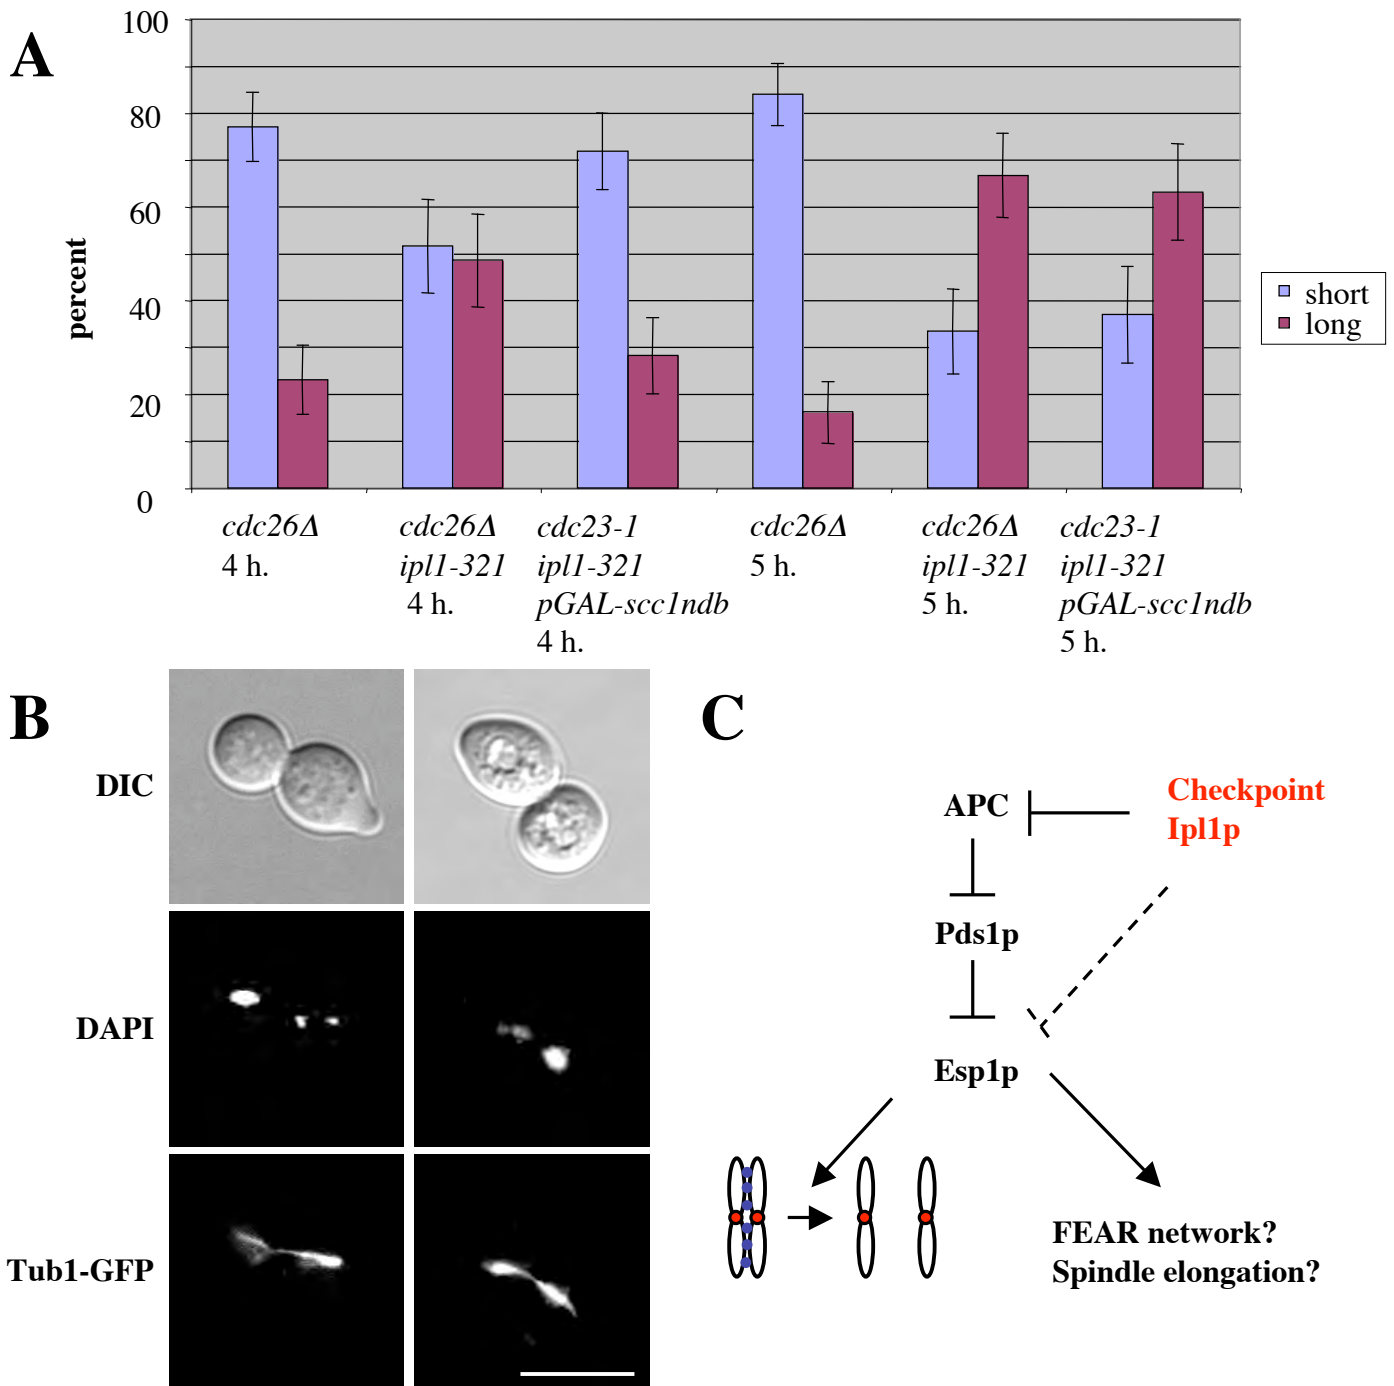 A
100
80
60
40
20
0
percent
short
long
cdc26Δ
4 h.
cdc26Δ
ipl1-321
4 h.
cdc23-1
ipl1-321
pGAL-scc1ndb
4 h.
cdc26Δ
5 h.
cdc26Δ
ipl1-321
5 h.
cdc23-1
ipl1-321
pGAL-scc1ndb
5 h.
B
DIC
DAPI
Tub1-GFP
C
APC
Checkpoint
Ipl1p
Pds1p
Esp1p
FEAR network?
Spindle elongation?